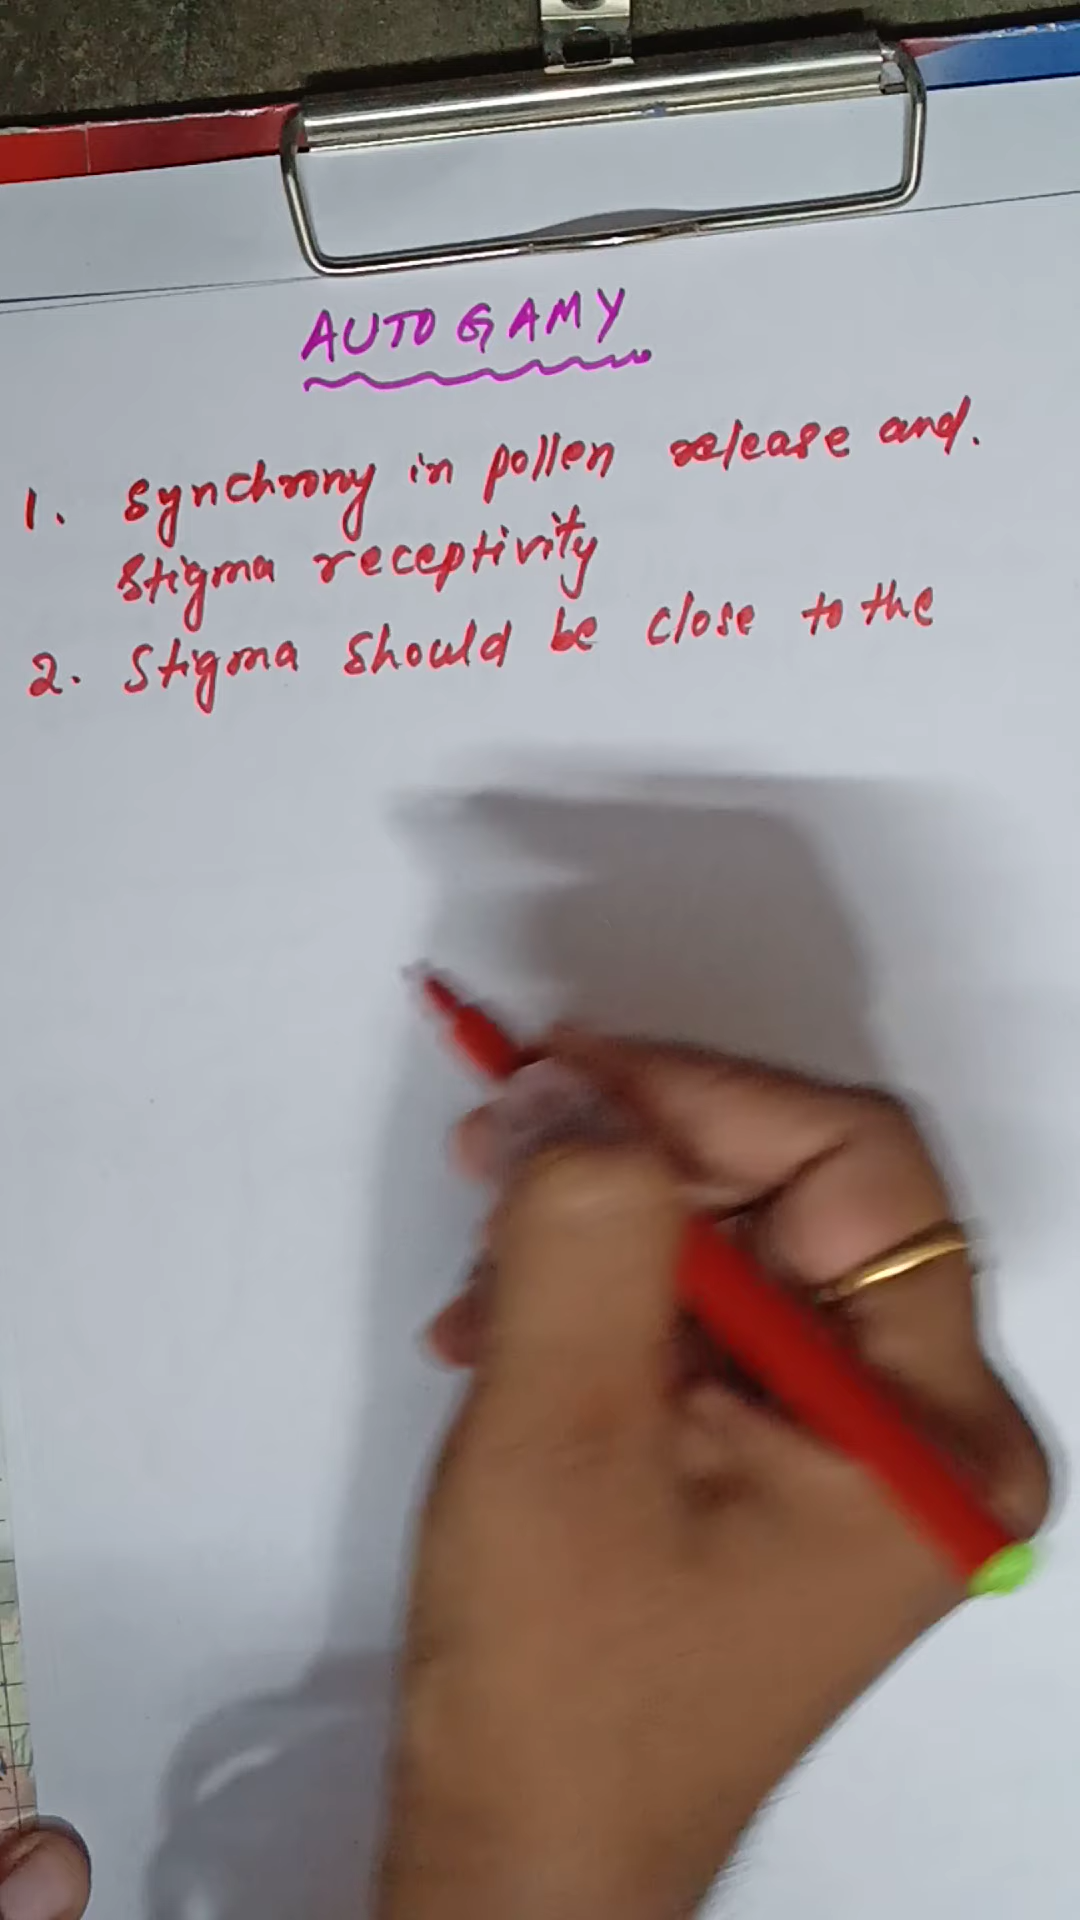 AUTOGAMY
1. Synchrony in pollen release and.
Stigma receptivity
2. Stigma should be close to the